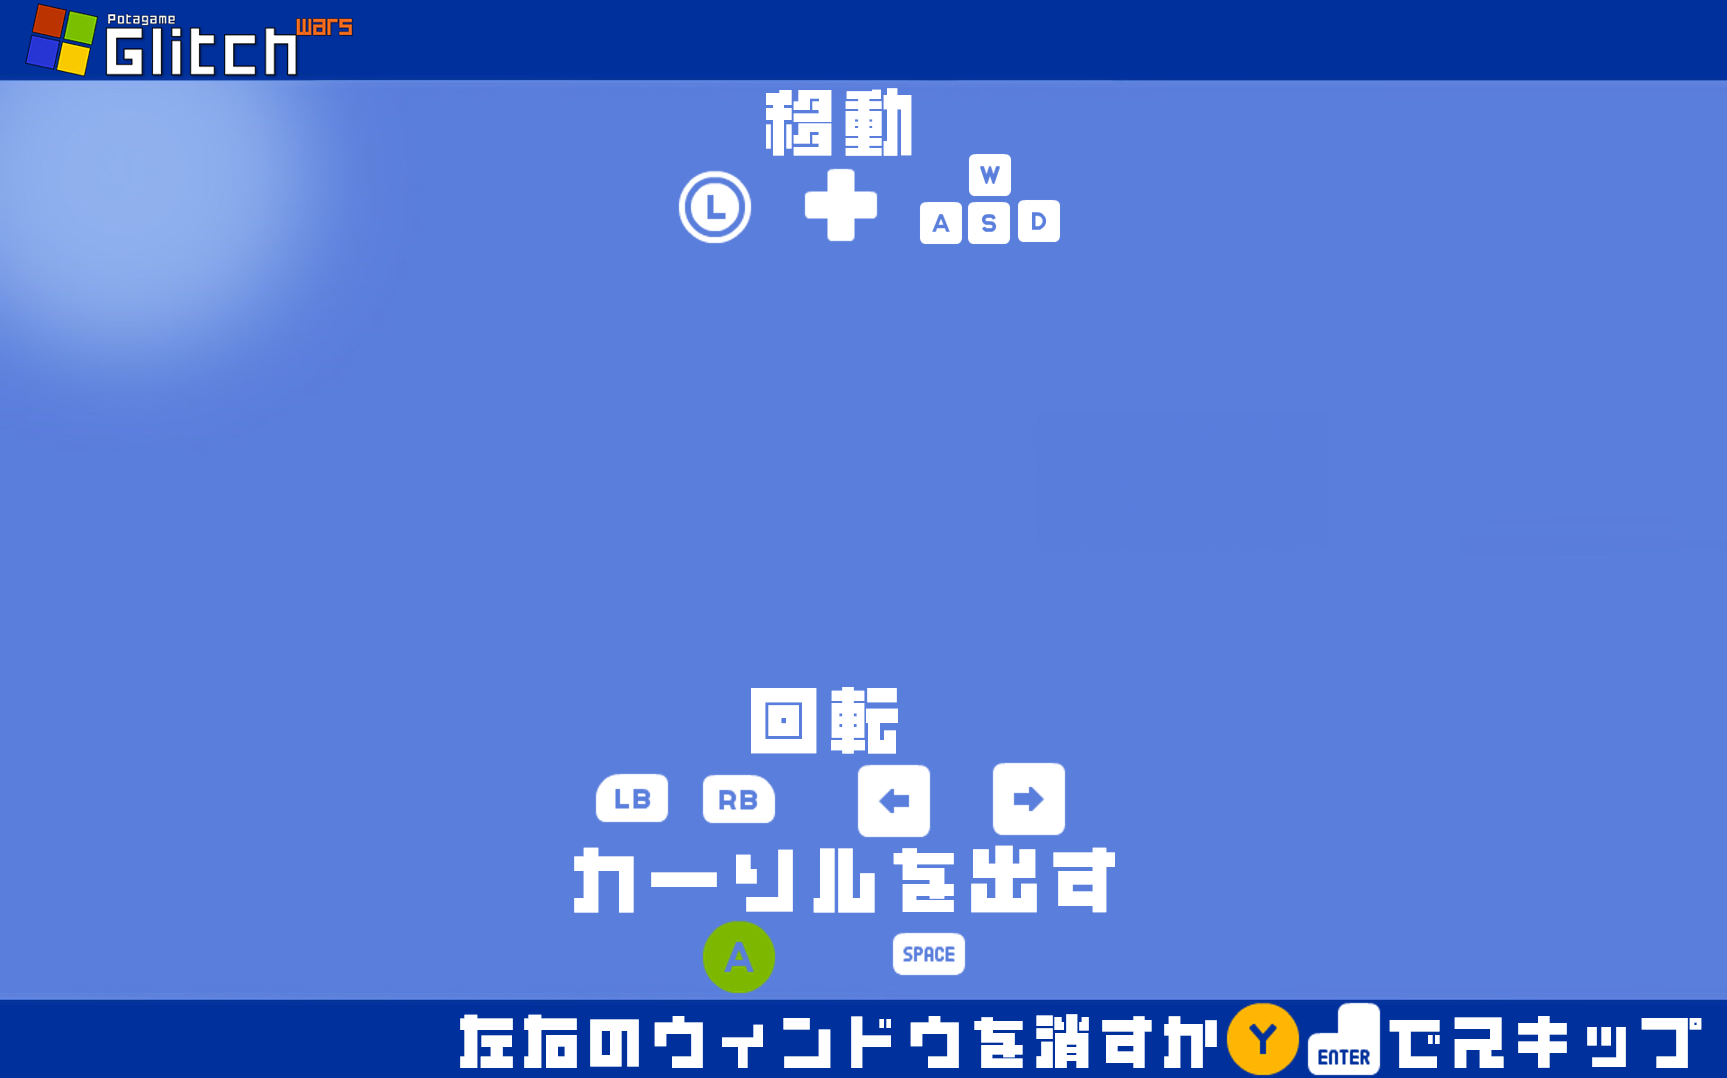 Potagame
Glitch wars
移動
L W
A S D
回転
LB RB
カーソルを出す
A SPACE
左右のウィンドウを消すか Y ENTER でスキップ